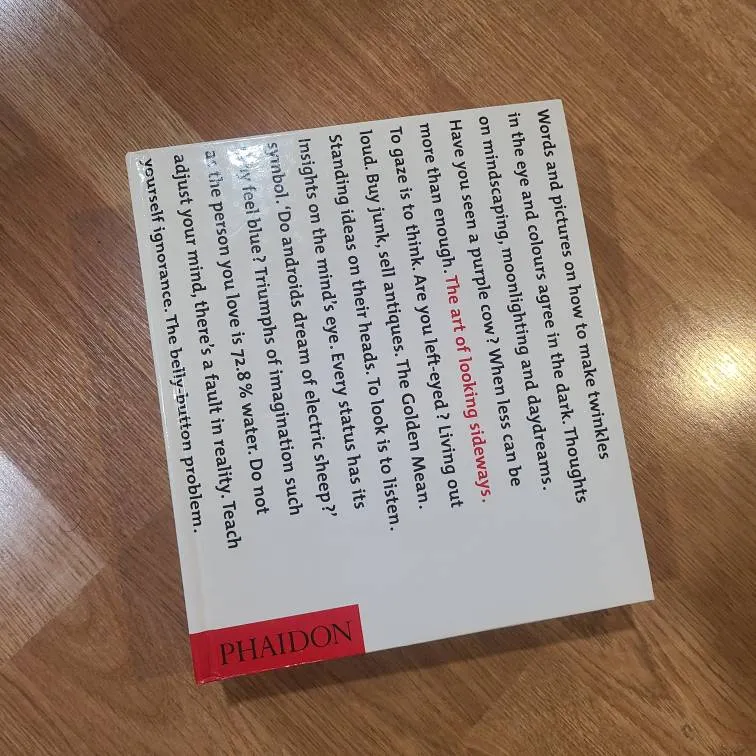 Words and pictures on how to make twinkles
in the eye and colours agree in the dark. Thoughts
on mindscaping, moonlighting and daydreams.
Have you seen a purple cow? When less can be
more than enough. The art of looking sideways.
To gaze is to think. Are you left-eyed? Living out
loud. Buy junk, sell antiques. The Golden Mean.
Standing ideas on their heads. To look is to listen.
Insights on the mind's eye. Every status has its
symbol. 'Do androids dream of electric sheep?'
Why feel blue? Triumphs of imagination such
as the person you love is 72.8% water. Do not
adjust your mind, there's a fault in reality. Teach
yourself ignorance. The belly-button problem.
PHAIDON